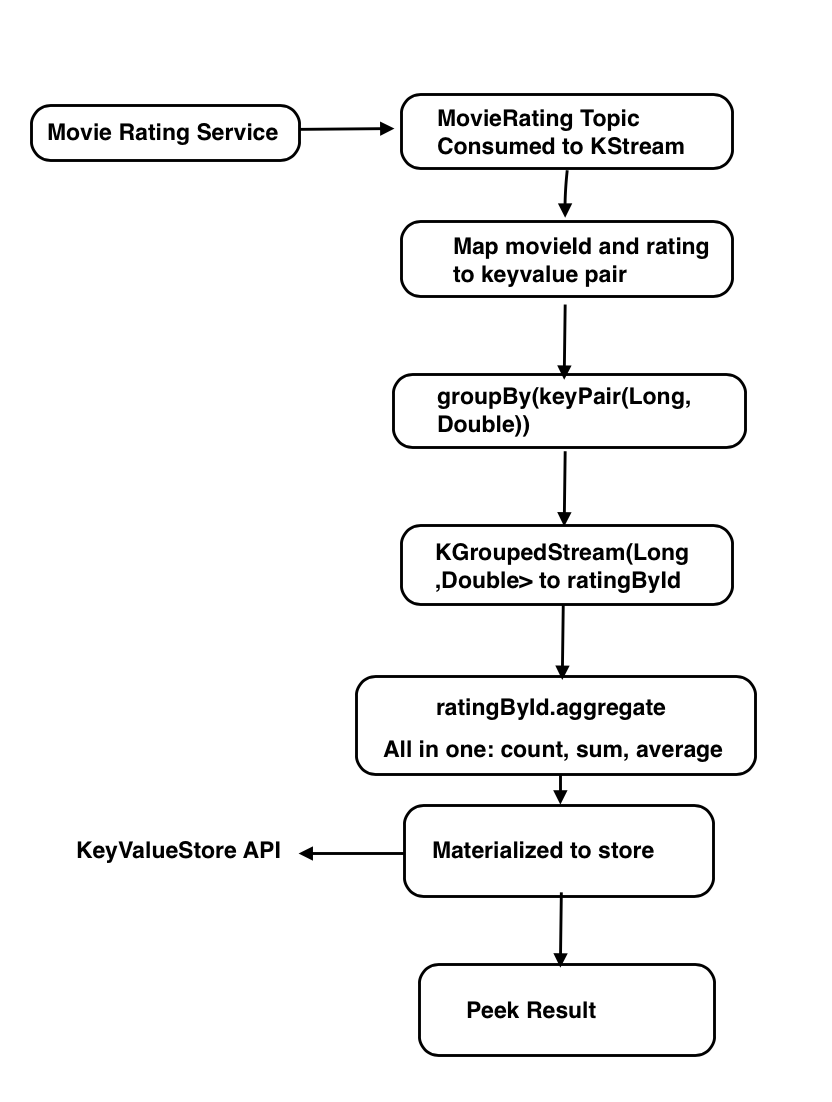 Movie Rating Service
MovieRating Topic
Consumed to KStream
Map movieId and rating
to keyvalue pair
groupBy(keyPair(Long,
Double))
KGroupedStream(Long
,Double> to ratingById
ratingById.aggregate
All in one: count, sum, average
KeyValueStore API
Materialized to store
Peek Result